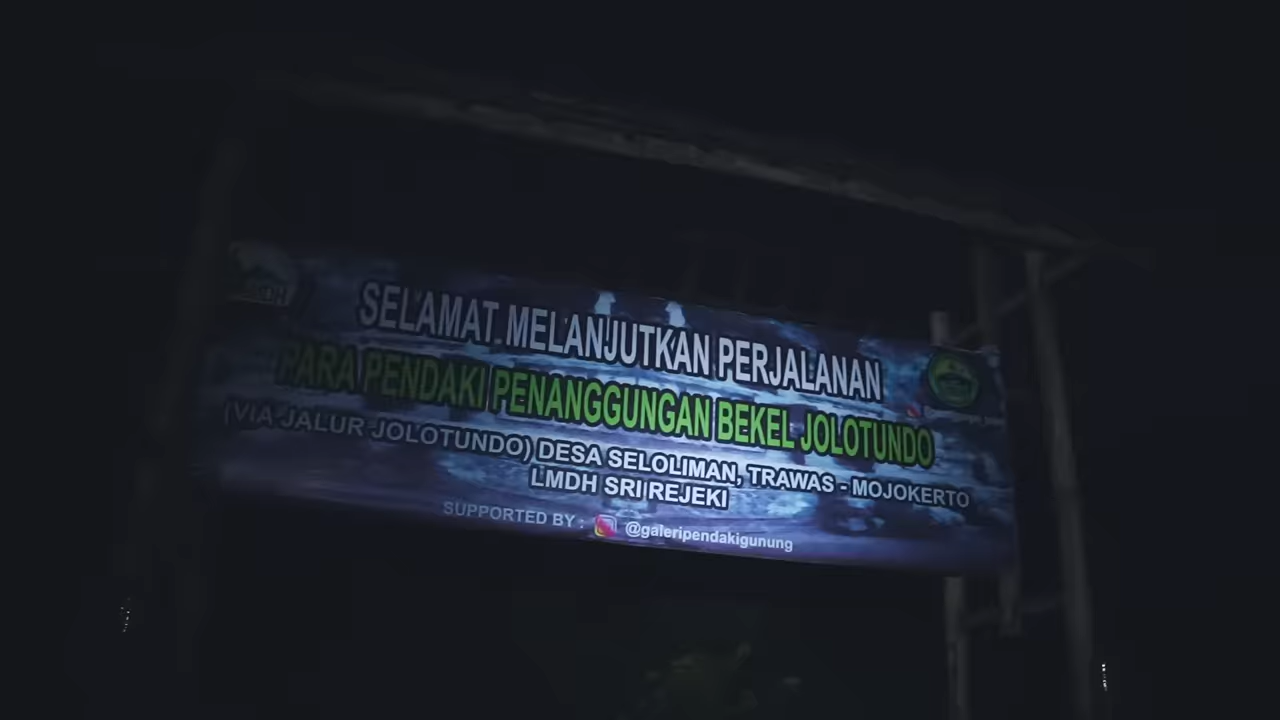 SELAMAT MELANJUTKAN PERJALANAN
PARA PENDAKI PENANGGUNGAN BEKEL JOLOTUNDO
(VIA JALUR JOLOTUNDO) DESA SELOLIMAN, TRAWAS - MOJOKERTO
LMDH SRI REJEKI
SUPPORTED BY : @galeripendakigunung